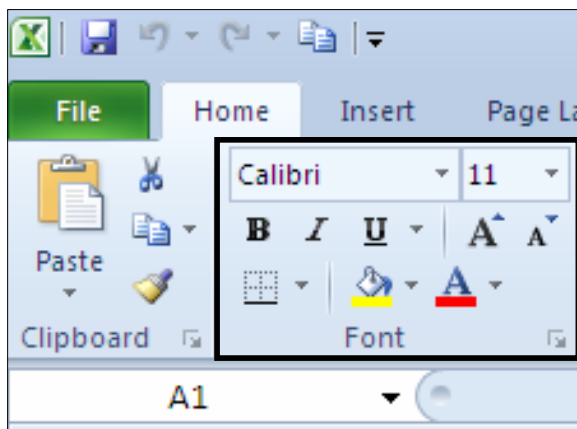 File Home Insert Page La
Calibri 11
B I U A A
Paste A
Clipboard Font
A1